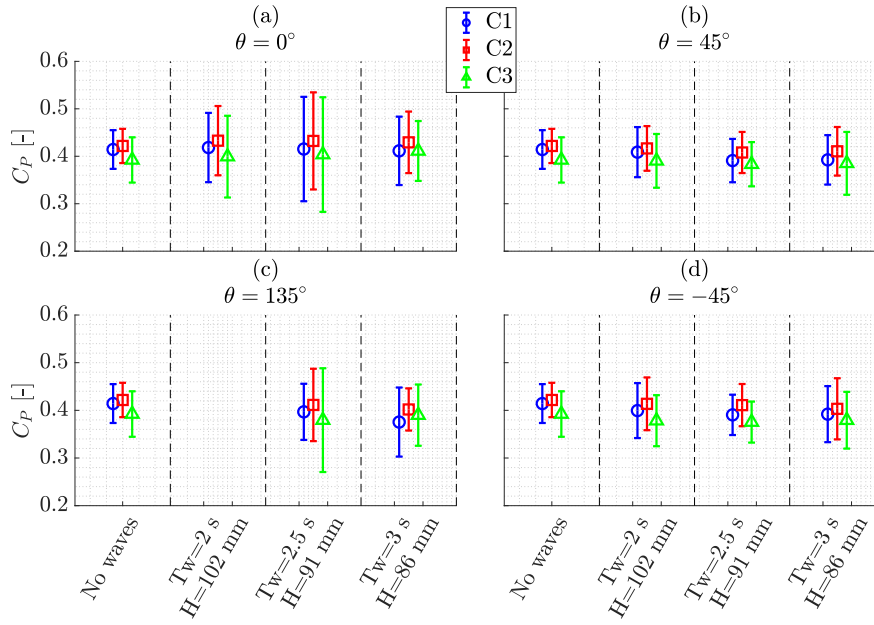 (a)
θ = 0°
C1
C2
C3
(b)
θ = 45°
0.6
0.5
0.4
0.3
0.2
C_P [-]
0.6
0.5
0.4
0.3
0.2
(c)
θ = 135°
(d)
θ = −45°
0.6
0.5
0.4
0.3
0.2
C_P [-]
0.6
0.5
0.4
0.3
0.2
No waves
Tw=2 s
H=102 mm
Tw=2.5 s
H=91 mm
Tw=3 s
H=86 mm
No waves
Tw=2 s
H=102 mm
Tw=2.5 s
H=91 mm
Tw=3 s
H=86 mm